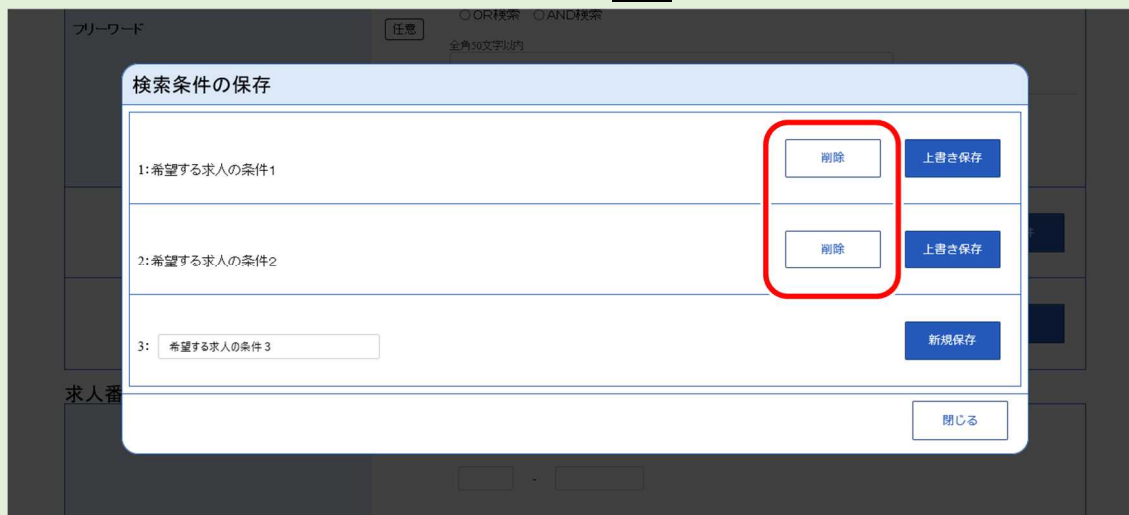 フリーワード
任意
○OR検索 ○AND検索
全角50文字以内
検索条件の保存
1:希望する求人の条件1
削除
上書き保存
2:希望する求人の条件2
削除
上書き保存
3:
希望する求人の条件3
新規保存
求人番
閉じる
-